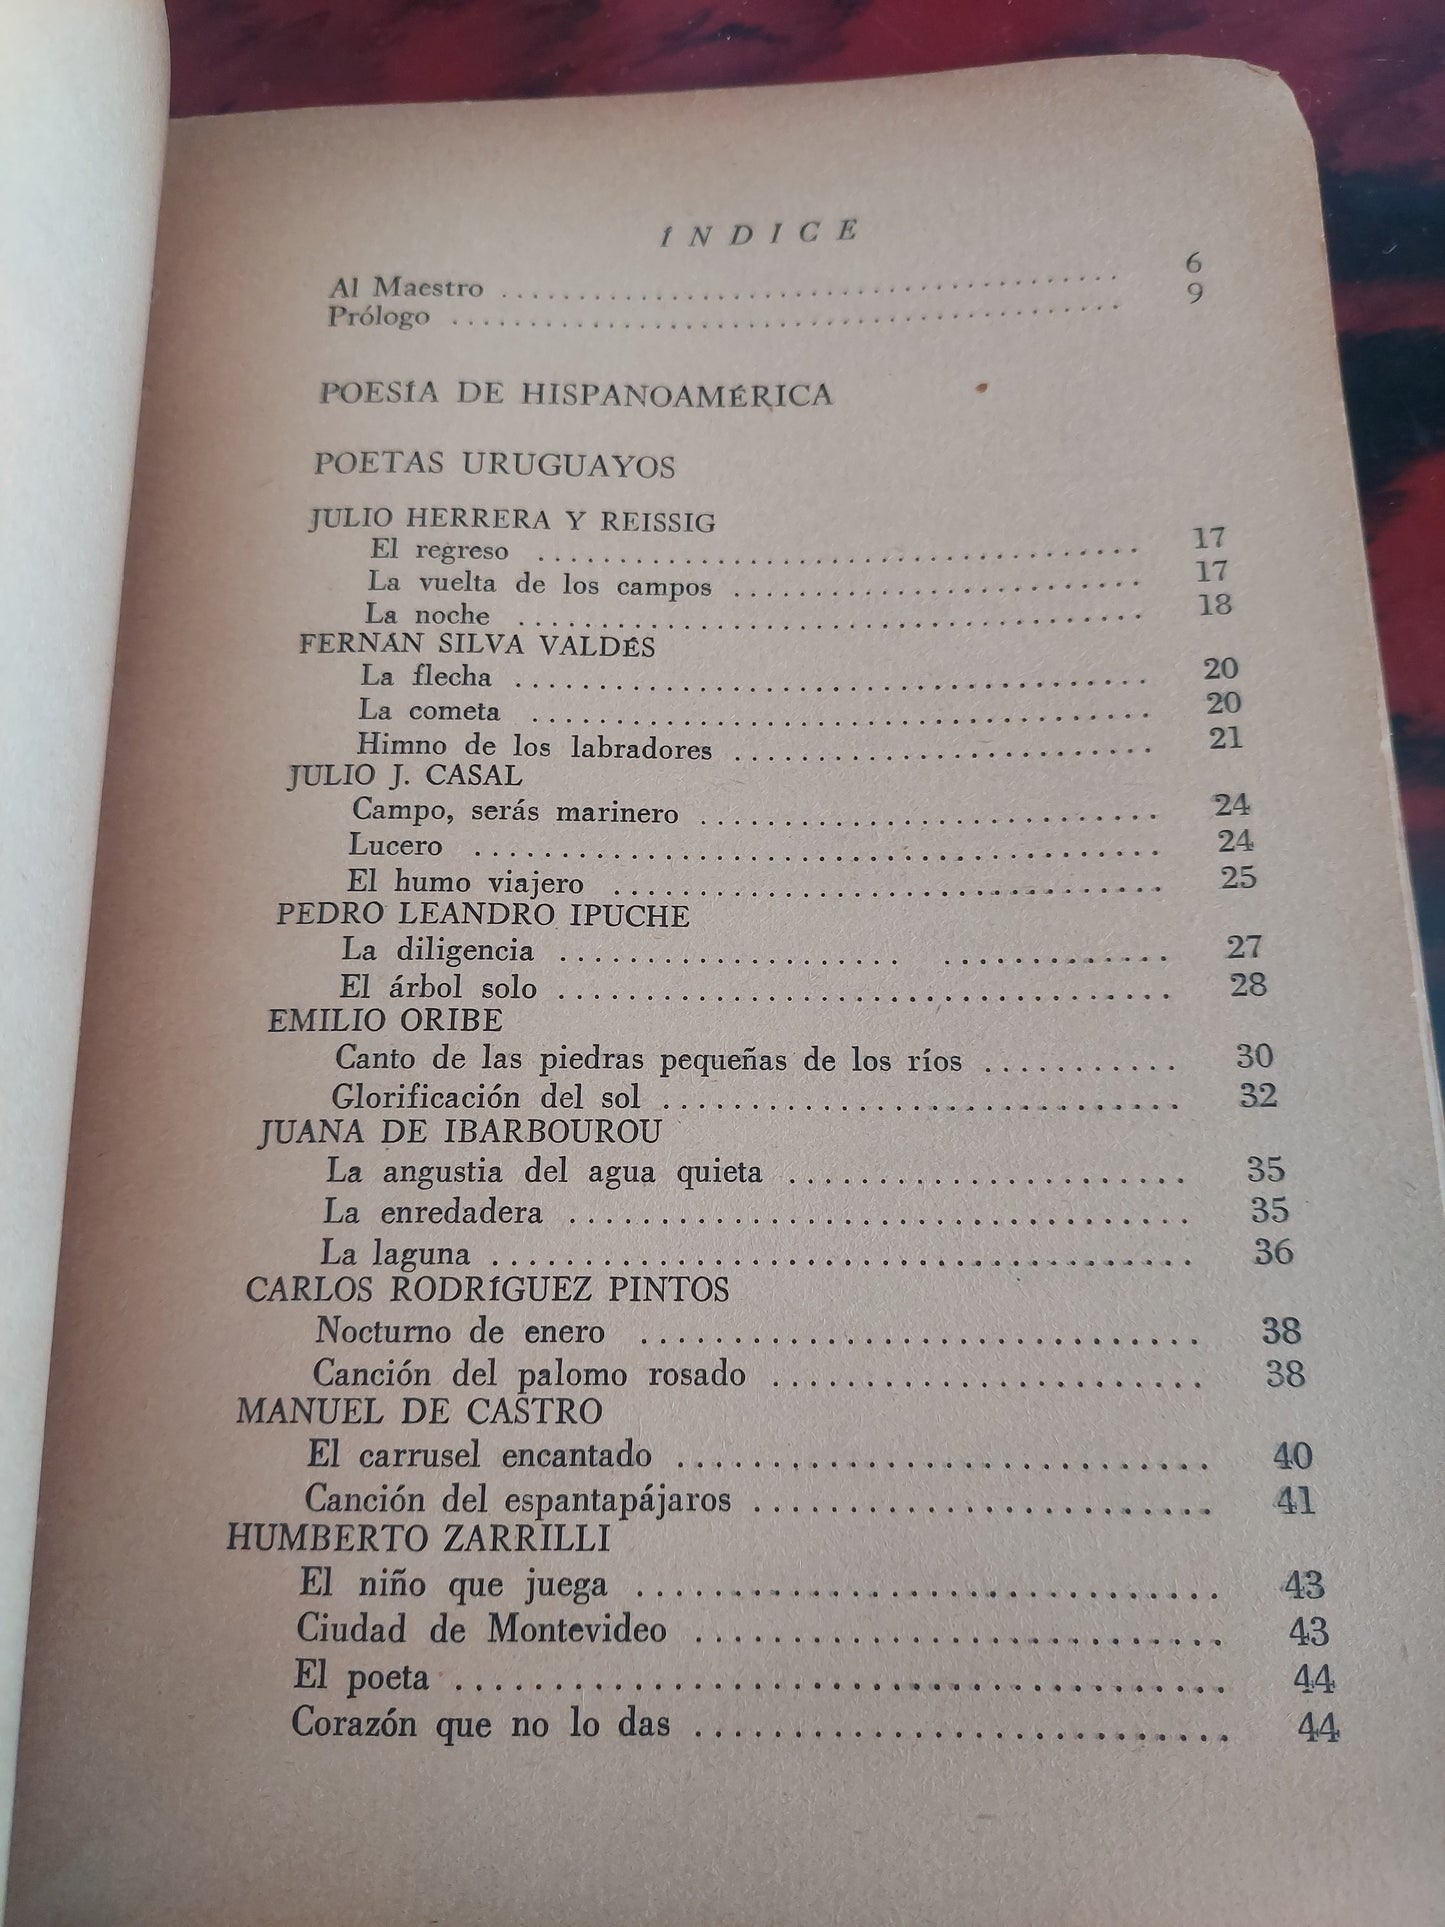 ÍNDICE
Al Maestro ........................................ 6
Prólogo ........................................ 9
POESÍA DE HISPANOAMÉRICA
POETAS URUGUAYOS
JULIO HERRERA Y REISSIG
El regreso ........................................ 17
La vuelta de los campos ........................... 17
La noche ........................................ 18
FERNÁN SILVA VALDÉS
La flecha ........................................ 20
La cometa ........................................ 20
Himno de los labradores ........................... 21
JULIO J. CASAL
Campo, serás marinero ........................... 24
Lucero ........................................ 24
El humo viajero ................................ 25
PEDRO LEANDRO IPUCHE
La diligencia ................................... 27
El árbol solo ................................... 28
EMILIO ORIBE
Canto de las piedras pequeñas de los ríos ........... 30
Glorificación del sol ............................ 32
JUANA DE IBARBOUROU
La angustia del agua quieta ....................... 35
La enredadera ................................... 35
La laguna ........................................ 36
CARLOS RODRÍGUEZ PINTOS
Nocturno de enero ................................ 38
Canción del palomo rosado ........................ 38
MANUEL DE CASTRO
El carrusel encantado ............................ 40
Canción del espantapájaros ........................ 41
HUMBERTO ZARRILLI
El niño que juega ................................ 43
Ciudad de Montevideo ............................ 43
El poeta ........................................ 44
Corazón que no lo das ............................ 44